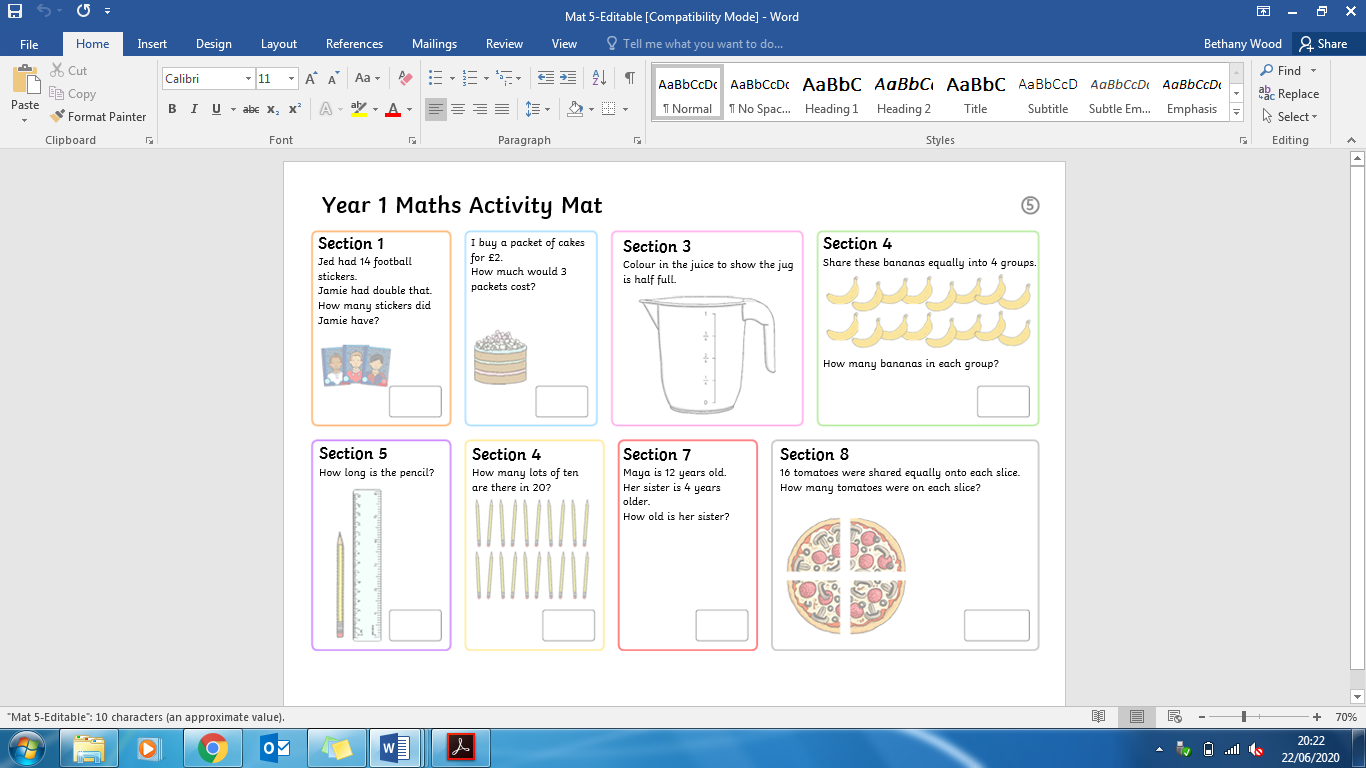 Mat 5-Editable [Compatibility Mode] - Word
File Home Insert Design Layout References Mailings Review View Tell me what you want to do... Bethany Wood Share
Cut
Copy
Format Painter
Paste
Calibri 11
Aa
B I U abc x₂ x² A ab A
AaBbCcDc AaBbCcDc AaBbC AaBbCc AaBbC AaBbCcD AaBbCcDc AaBbCcDc
¶ Normal ¶ No Spac... Heading 1 Heading 2 Title Subtitle Subtle Em... Emphasis
Find
Replace
Select
Clipboard Font Paragraph Styles Editing
Year 1 Maths Activity Mat
5
Section 1
Jed had 14 football
stickers.
Jamie had double that.
How many stickers did
Jamie have?
I buy a packet of cakes
for £2.
How much would 3
packets cost?
Section 3
Colour in the juice to show the jug
is half full.
1
0
Section 4
Share these bananas equally into 4 groups.
How many bananas in each group?
Section 5
How long is the pencil?
Section 4
How many lots of ten
are there in 20?
Section 7
Maya is 12 years old.
Her sister is 4 years
older.
How old is her sister?
Section 8
16 tomatoes were shared equally onto each slice.
How many tomatoes were on each slice?
"Mat 5-Editable": 10 characters (an approximate value).
70%
20:22
22/06/2020